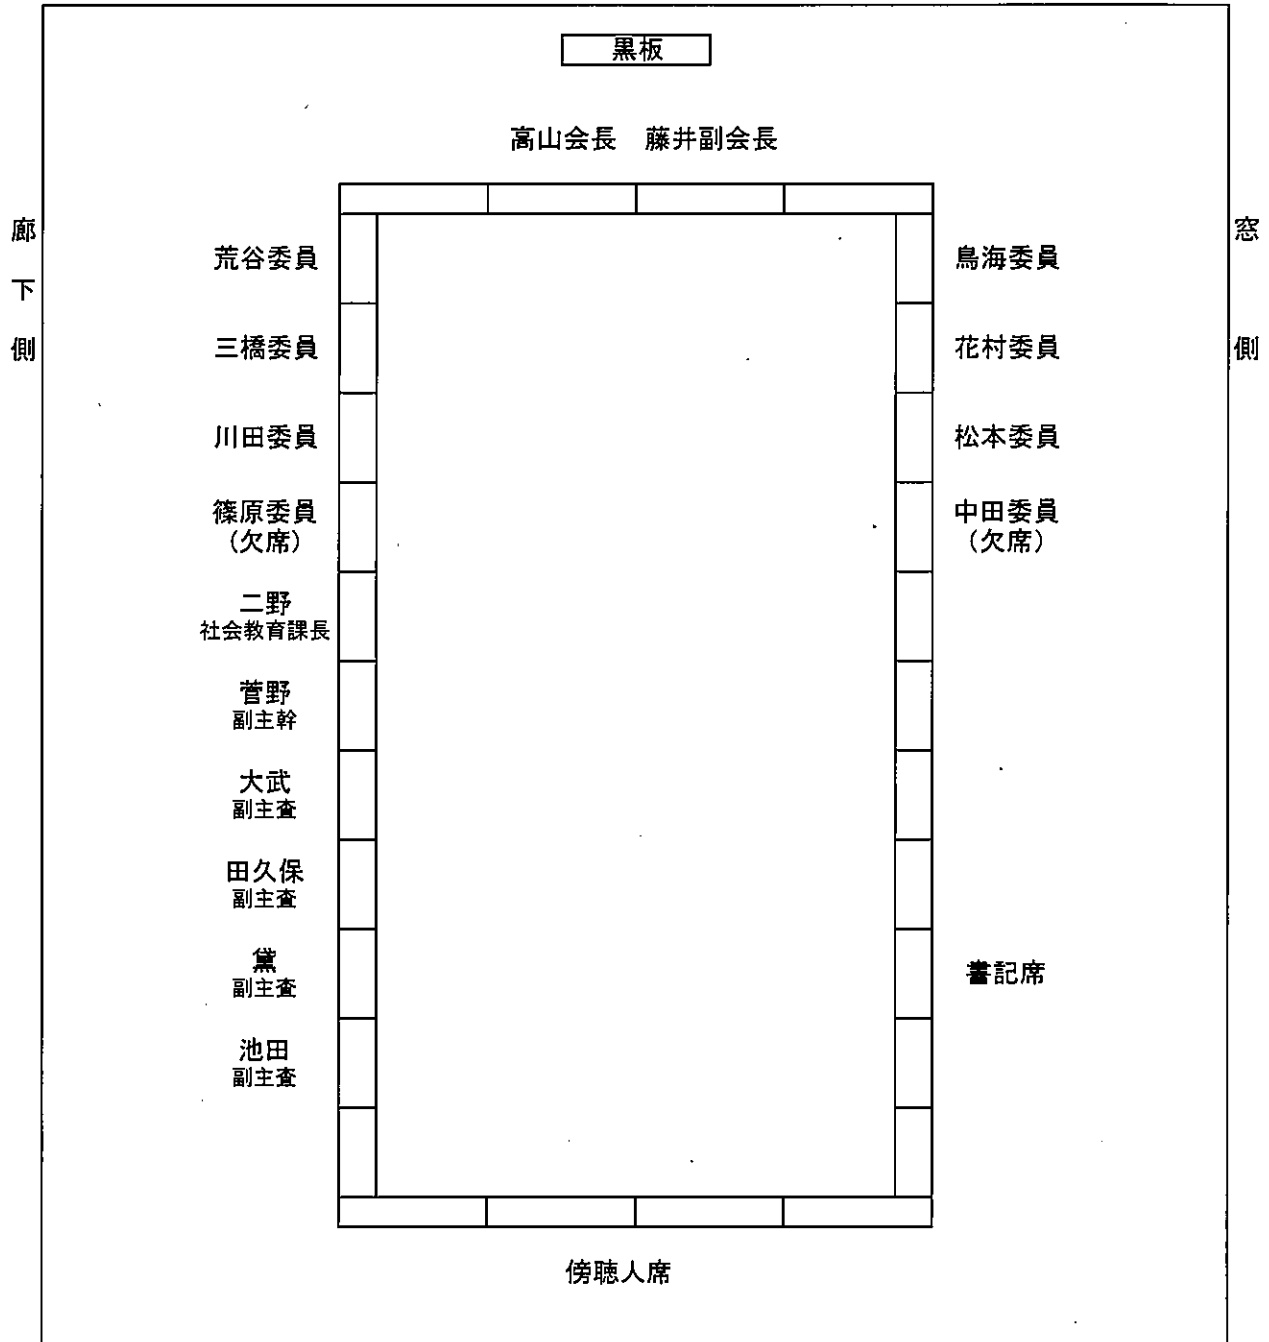 黒板
高山会長　藤井副会長
廊下側
窓側
荒谷委員
鳥海委員
三橋委員
花村委員
川田委員
松本委員
篠原委員
(欠席)
中田委員
(欠席)
二野
社会教育課長
菅野
副主幹
大武
副主査
田久保
副主査
黛
副主査
書記席
池田
副主査
傍聴人席